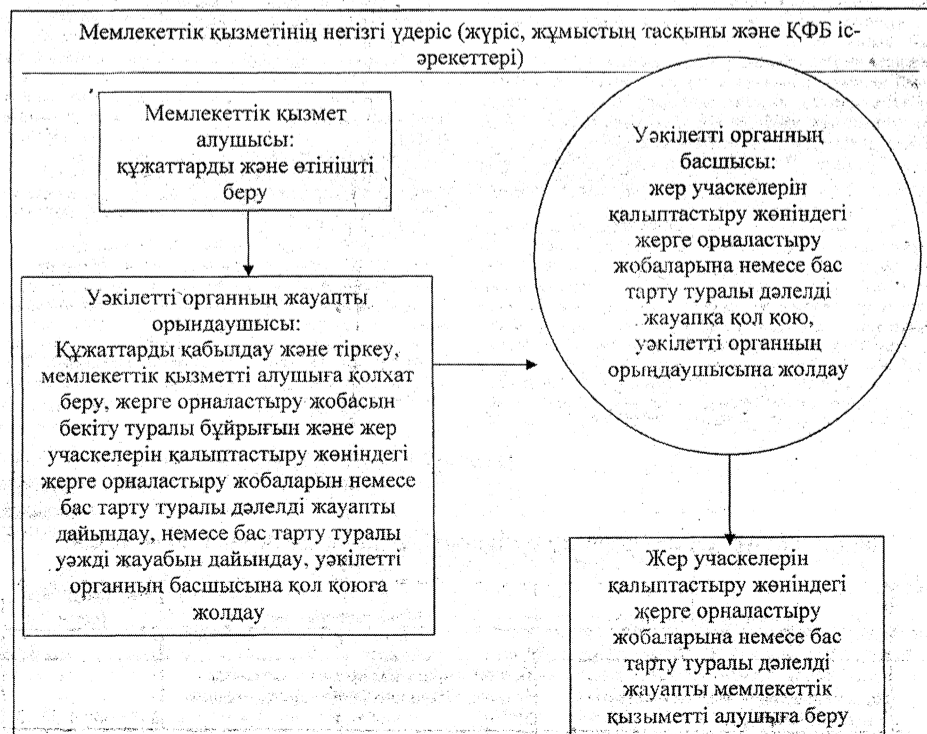 Мемлекеттік қызметінің негізгі үдеріс (жүріс, жұмыстың тасқыны және ҚФБ іс-
әрекеттері)
Мемлекеттік қызмет
алушысы:
құжаттарды және өтінішті
беру
Уәкілетті органның жауапты
орындаушысы:
Құжаттарды қабылдау және тіркеу,
мемлекеттік қызметті алушыға қолхат
беру, жерге орналастыру жобасын
бекіту туралы бұйрығын және жер
учаскелерін қалыптастыру жөніндегі
жерге орналастыру жобаларын немесе
бас тарту туралы дәлелді жауапты
дайындау, немесе бас тарту туралы
уәжді жауабын дайындау, уәкілетті
органның басшысына қол қоюға
жолдау
Уәкілетті органның
басшысы:
жер учаскелерін
қалыптастыру жөніндегі
жерге орналастыру
жобаларына немесе бас
тарту туралы дәлелді
жауапқа қол қою,
уәкілетті органның
орындаушысына жолдау
Жер учаскелерін
қалыптастыру жөніндегі
жерге орналастыру
жобаларына немесе бас
тарту туралы дәлелді
жауапты мемлекеттік
қызыметті алушыға беру